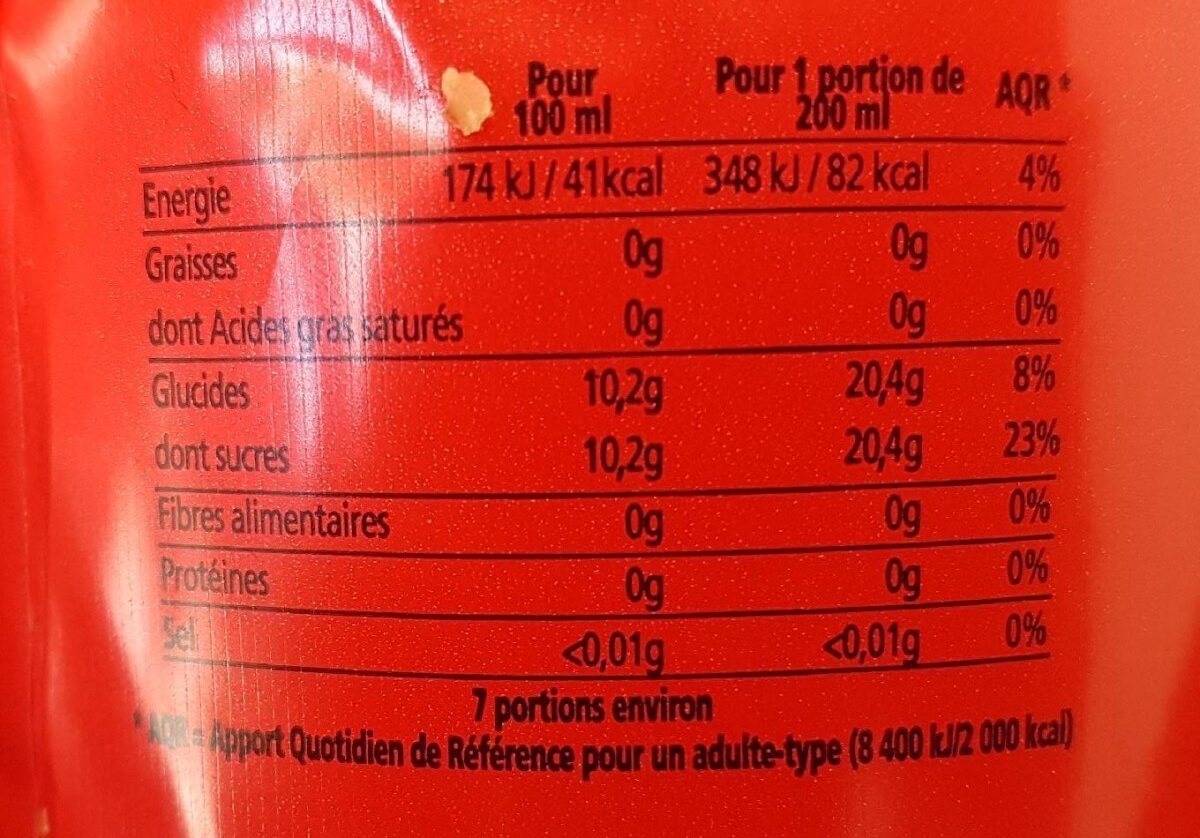 Pour 100 ml Pour 1 portion de 200 ml AQR *
Energie 174 kJ / 41kcal 348 kJ / 82 kcal 4%
Graisses 0g 0g 0%
dont Acides gras saturés 0g 0g 0%
Glucides 10,2g 20,4g 8%
dont sucres 10,2g 20,4g 23%
Fibres alimentaires 0g 0g 0%
Protéines 0g 0g 0%
Sel <0,01g <0,01g 0%
7 portions environ
* AQR = Apport Quotidien de Référence pour un adulte-type (8 400 kJ/2 000 kcal)